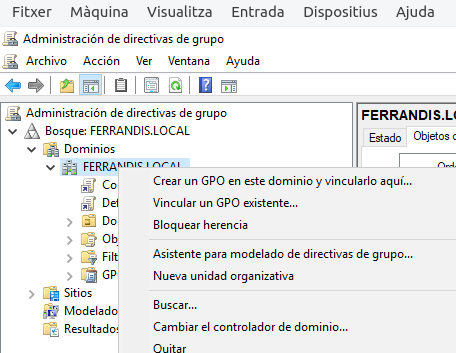 Fitxer Màquina Visualitza Entrada Dispositius Ajuda
Administración de directivas de grupo
Archivo Acción Ver Ventana Ayuda
Administración de directivas de grupo
Bosque: FERRANDIS.LOCAL
Dominios
FERRANDIS.LOCAL
Co
Def
Do
Obj
Filt
GPO
Sitios
Modelado
Resultados
FERRANDIS.LO
Estado Objetos d
Orde
Crear un GPO en este dominio y vincularlo aquí...
Vincular un GPO existente...
Bloquear herencia
Asistente para modelado de directivas de grupo...
Nueva unidad organizativa
Buscar...
Cambiar el controlador de dominio...
Quitar